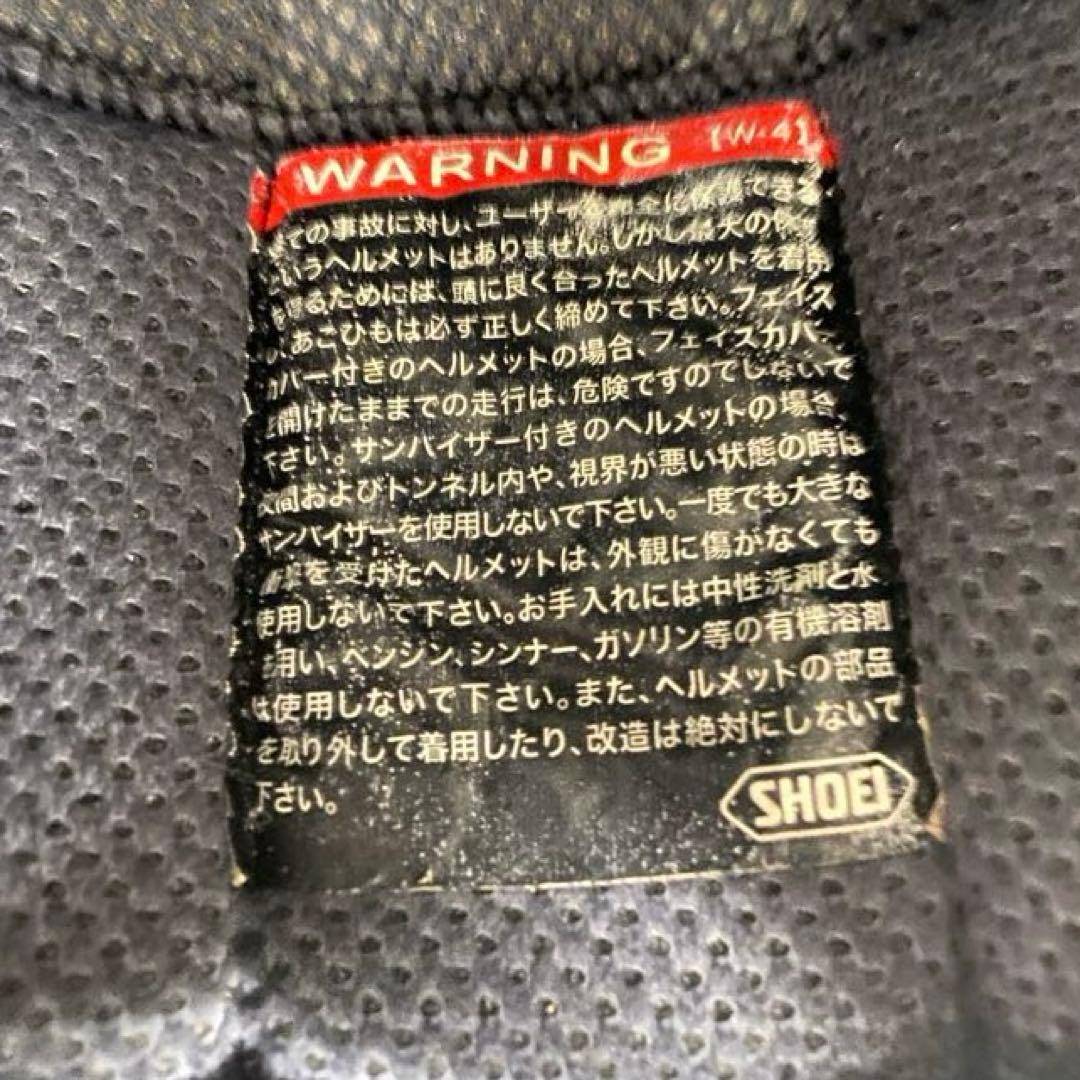 WARNING [W-4]
ての事故に対し、ユーザーを完全に保護できる
というヘルメットはありません。しかし最大の保護
を得るためには、頭に良く合ったヘルメットを着用
し、あごひもは必ず正しく締めて下さい。フェイス
カバー付きのヘルメットの場合、フェイスカバー
を開けたままでの走行は、危険ですのでしないで
下さい。サンバイザー付きのヘルメットの場合、
夜間およびトンネル内や、視界が悪い状態の時は
サンバイザーを使用しないで下さい。一度でも大きな
衝撃を受けたヘルメットは、外観に傷がなくても
使用しないで下さい。お手入れには中性洗剤と水
を用い、ベンジン、シンナー、ガソリン等の有機溶剤
は使用しないで下さい。また、ヘルメットの部品
を取り外して着用したり、改造は絶対にしないで
下さい。
SHOEI